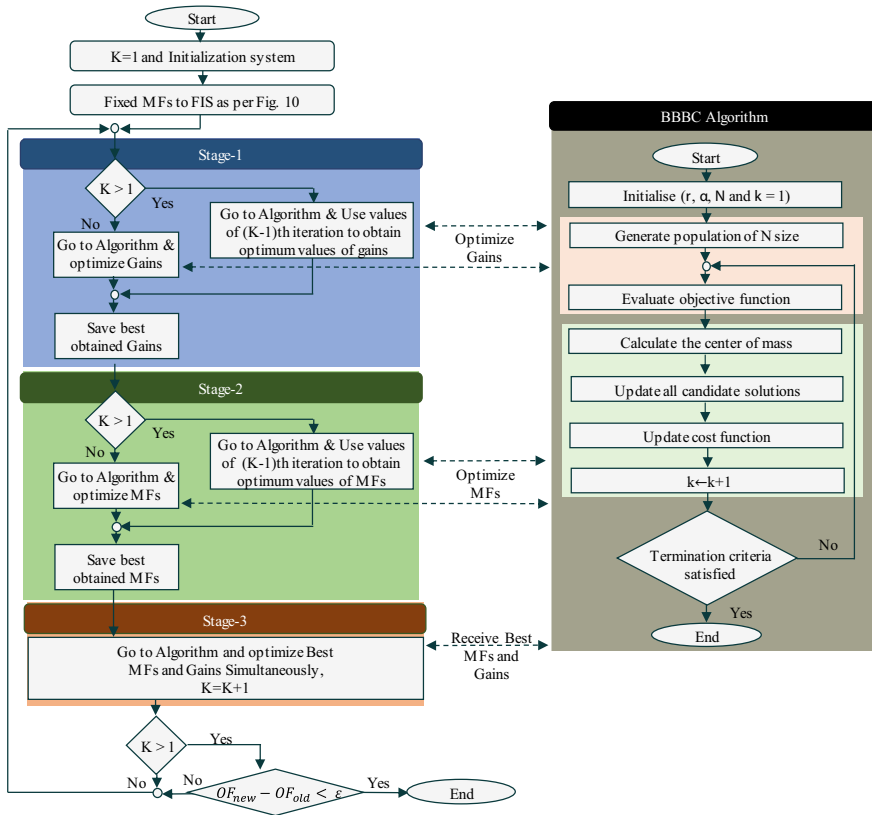 Start
K=1 and Initialization system
Fixed MFs to FIS as per Fig. 10
Stage-1
K > 1
Yes
No
Go to Algorithm & Use values
of (K-1)th iteration to obtain
optimum values of gains
Go to Algorithm &
optimize Gains
Save best
obtained Gains
Optimize
Gains
Stage-2
K > 1
Yes
No
Go to Algorithm & Use values
of (K-1)th iteration to obtain
optimum values of MFs
Go to Algorithm &
optimize MFs
Save best
obtained MFs
Optimize
MFs
Stage-3
Go to Algorithm and optimize Best
MFs and Gains Simultaneously,
K=K+1
Receive Best
MFs and
Gains
K > 1
Yes
No
No
OF_new − OF_old < ε
Yes
End
BBBC Algorithm
Start
Initialise (r, α, N and k = 1)
Generate population of N size
Evaluate objective function
Calculate the center of mass
Update all candidate solutions
Update cost function
k←k+1
Termination criteria
satisfied
No
Yes
End